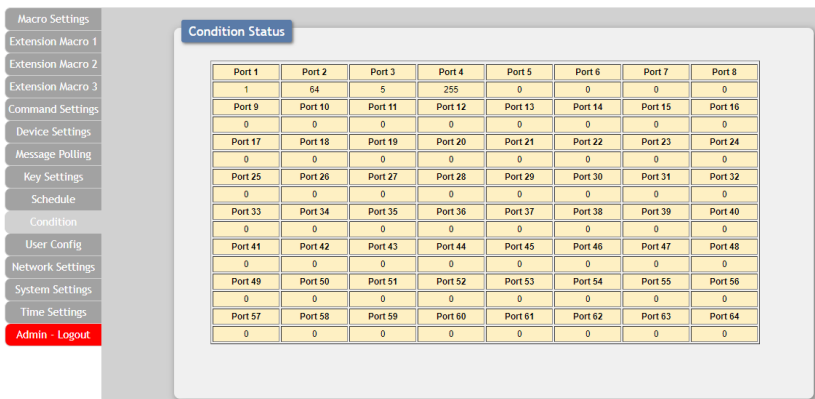 Macro Settings
Extension Macro 1
Extension Macro 2
Extension Macro 3
Command Settings
Device Settings
Message Polling
Key Settings
Schedule
Condition
User Config
Network Settings
System Settings
Time Settings
Admin - Logout
Condition Status
Port 1 Port 2 Port 3 Port 4 Port 5 Port 6 Port 7 Port 8
1 64 5 255 0 0 0 0
Port 9 Port 10 Port 11 Port 12 Port 13 Port 14 Port 15 Port 16
0 0 0 0 0 0 0 0
Port 17 Port 18 Port 19 Port 20 Port 21 Port 22 Port 23 Port 24
0 0 0 0 0 0 0 0
Port 25 Port 26 Port 27 Port 28 Port 29 Port 30 Port 31 Port 32
0 0 0 0 0 0 0 0
Port 33 Port 34 Port 35 Port 36 Port 37 Port 38 Port 39 Port 40
0 0 0 0 0 0 0 0
Port 41 Port 42 Port 43 Port 44 Port 45 Port 46 Port 47 Port 48
0 0 0 0 0 0 0 0
Port 49 Port 50 Port 51 Port 52 Port 53 Port 54 Port 55 Port 56
0 0 0 0 0 0 0 0
Port 57 Port 58 Port 59 Port 60 Port 61 Port 62 Port 63 Port 64
0 0 0 0 0 0 0 0